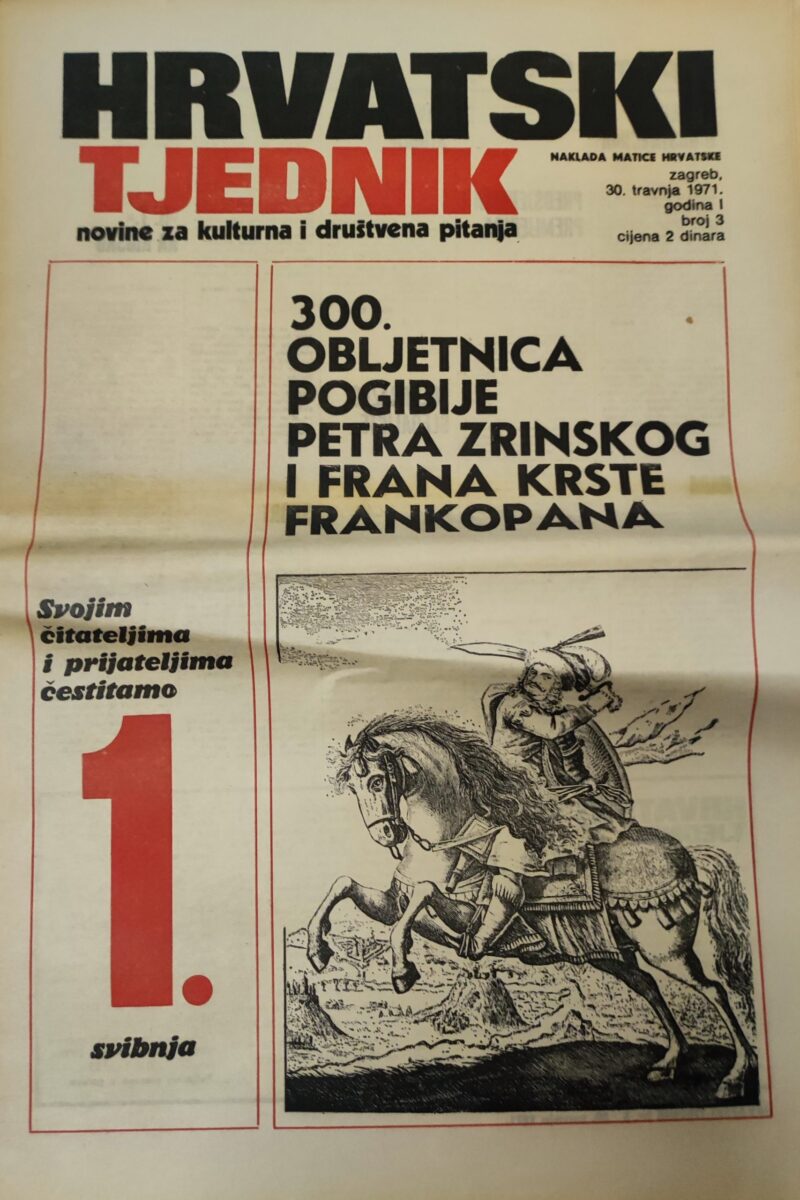 HRVATSKI
TJEDNIK
novine za kulturna i društvena pitanja
NAKLADA MATICE HRVATSKE
zagreb,
30. travnja 1971.
godina I
broj 3
cijena 2 dinara
300.
OBLJETNICA
POGIBIJE
PETRA ZRINSKOG
I FRANA KRSTE
FRANKOPANA
Svojim
čitateljima
i prijateljima
čestitamo
1.
svibnja